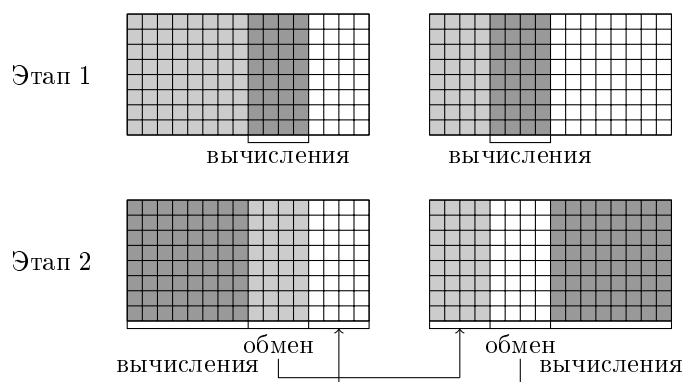 Этап 1
вычисления вычисления
Этап 2
обмен обмен
вычисления вычисления